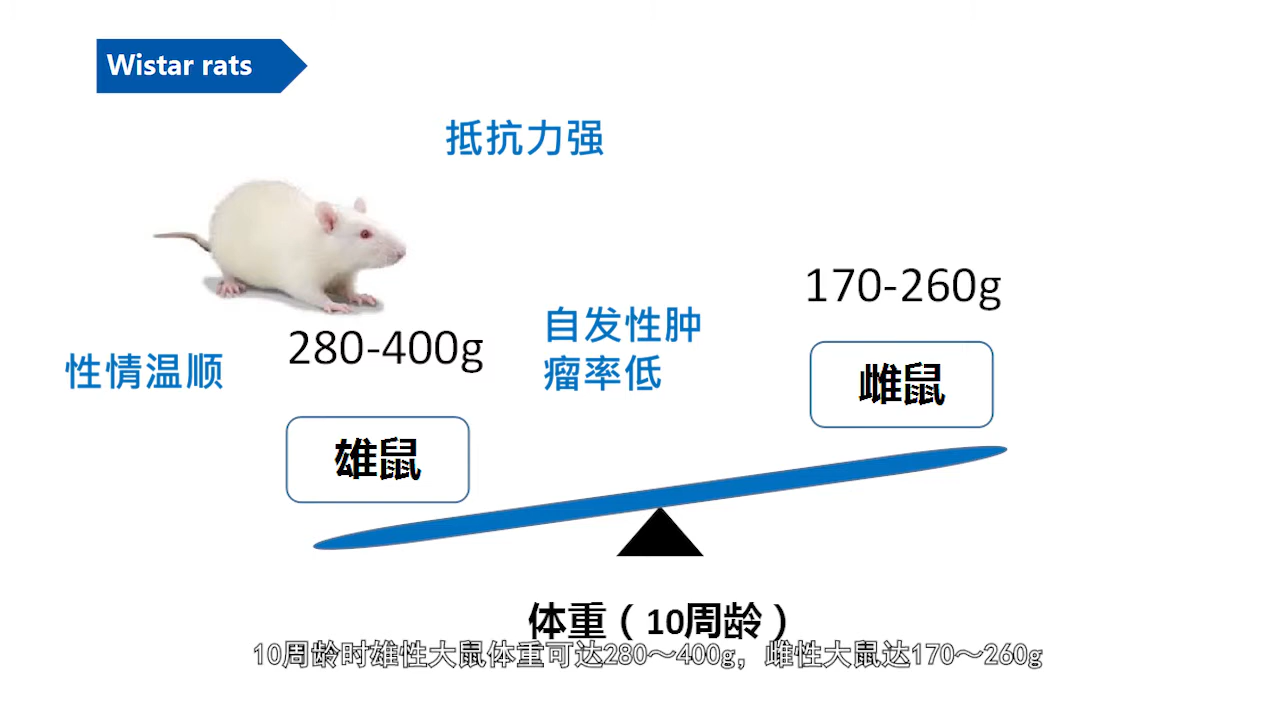 Wistar rats
抵抗力强
170-260g
自发性肿
瘤率低
280-400g
性情温顺
雌鼠
雄鼠
体重（10周龄）
10周龄时雄性大鼠体重可达280～400g，雌性大鼠达170～260g